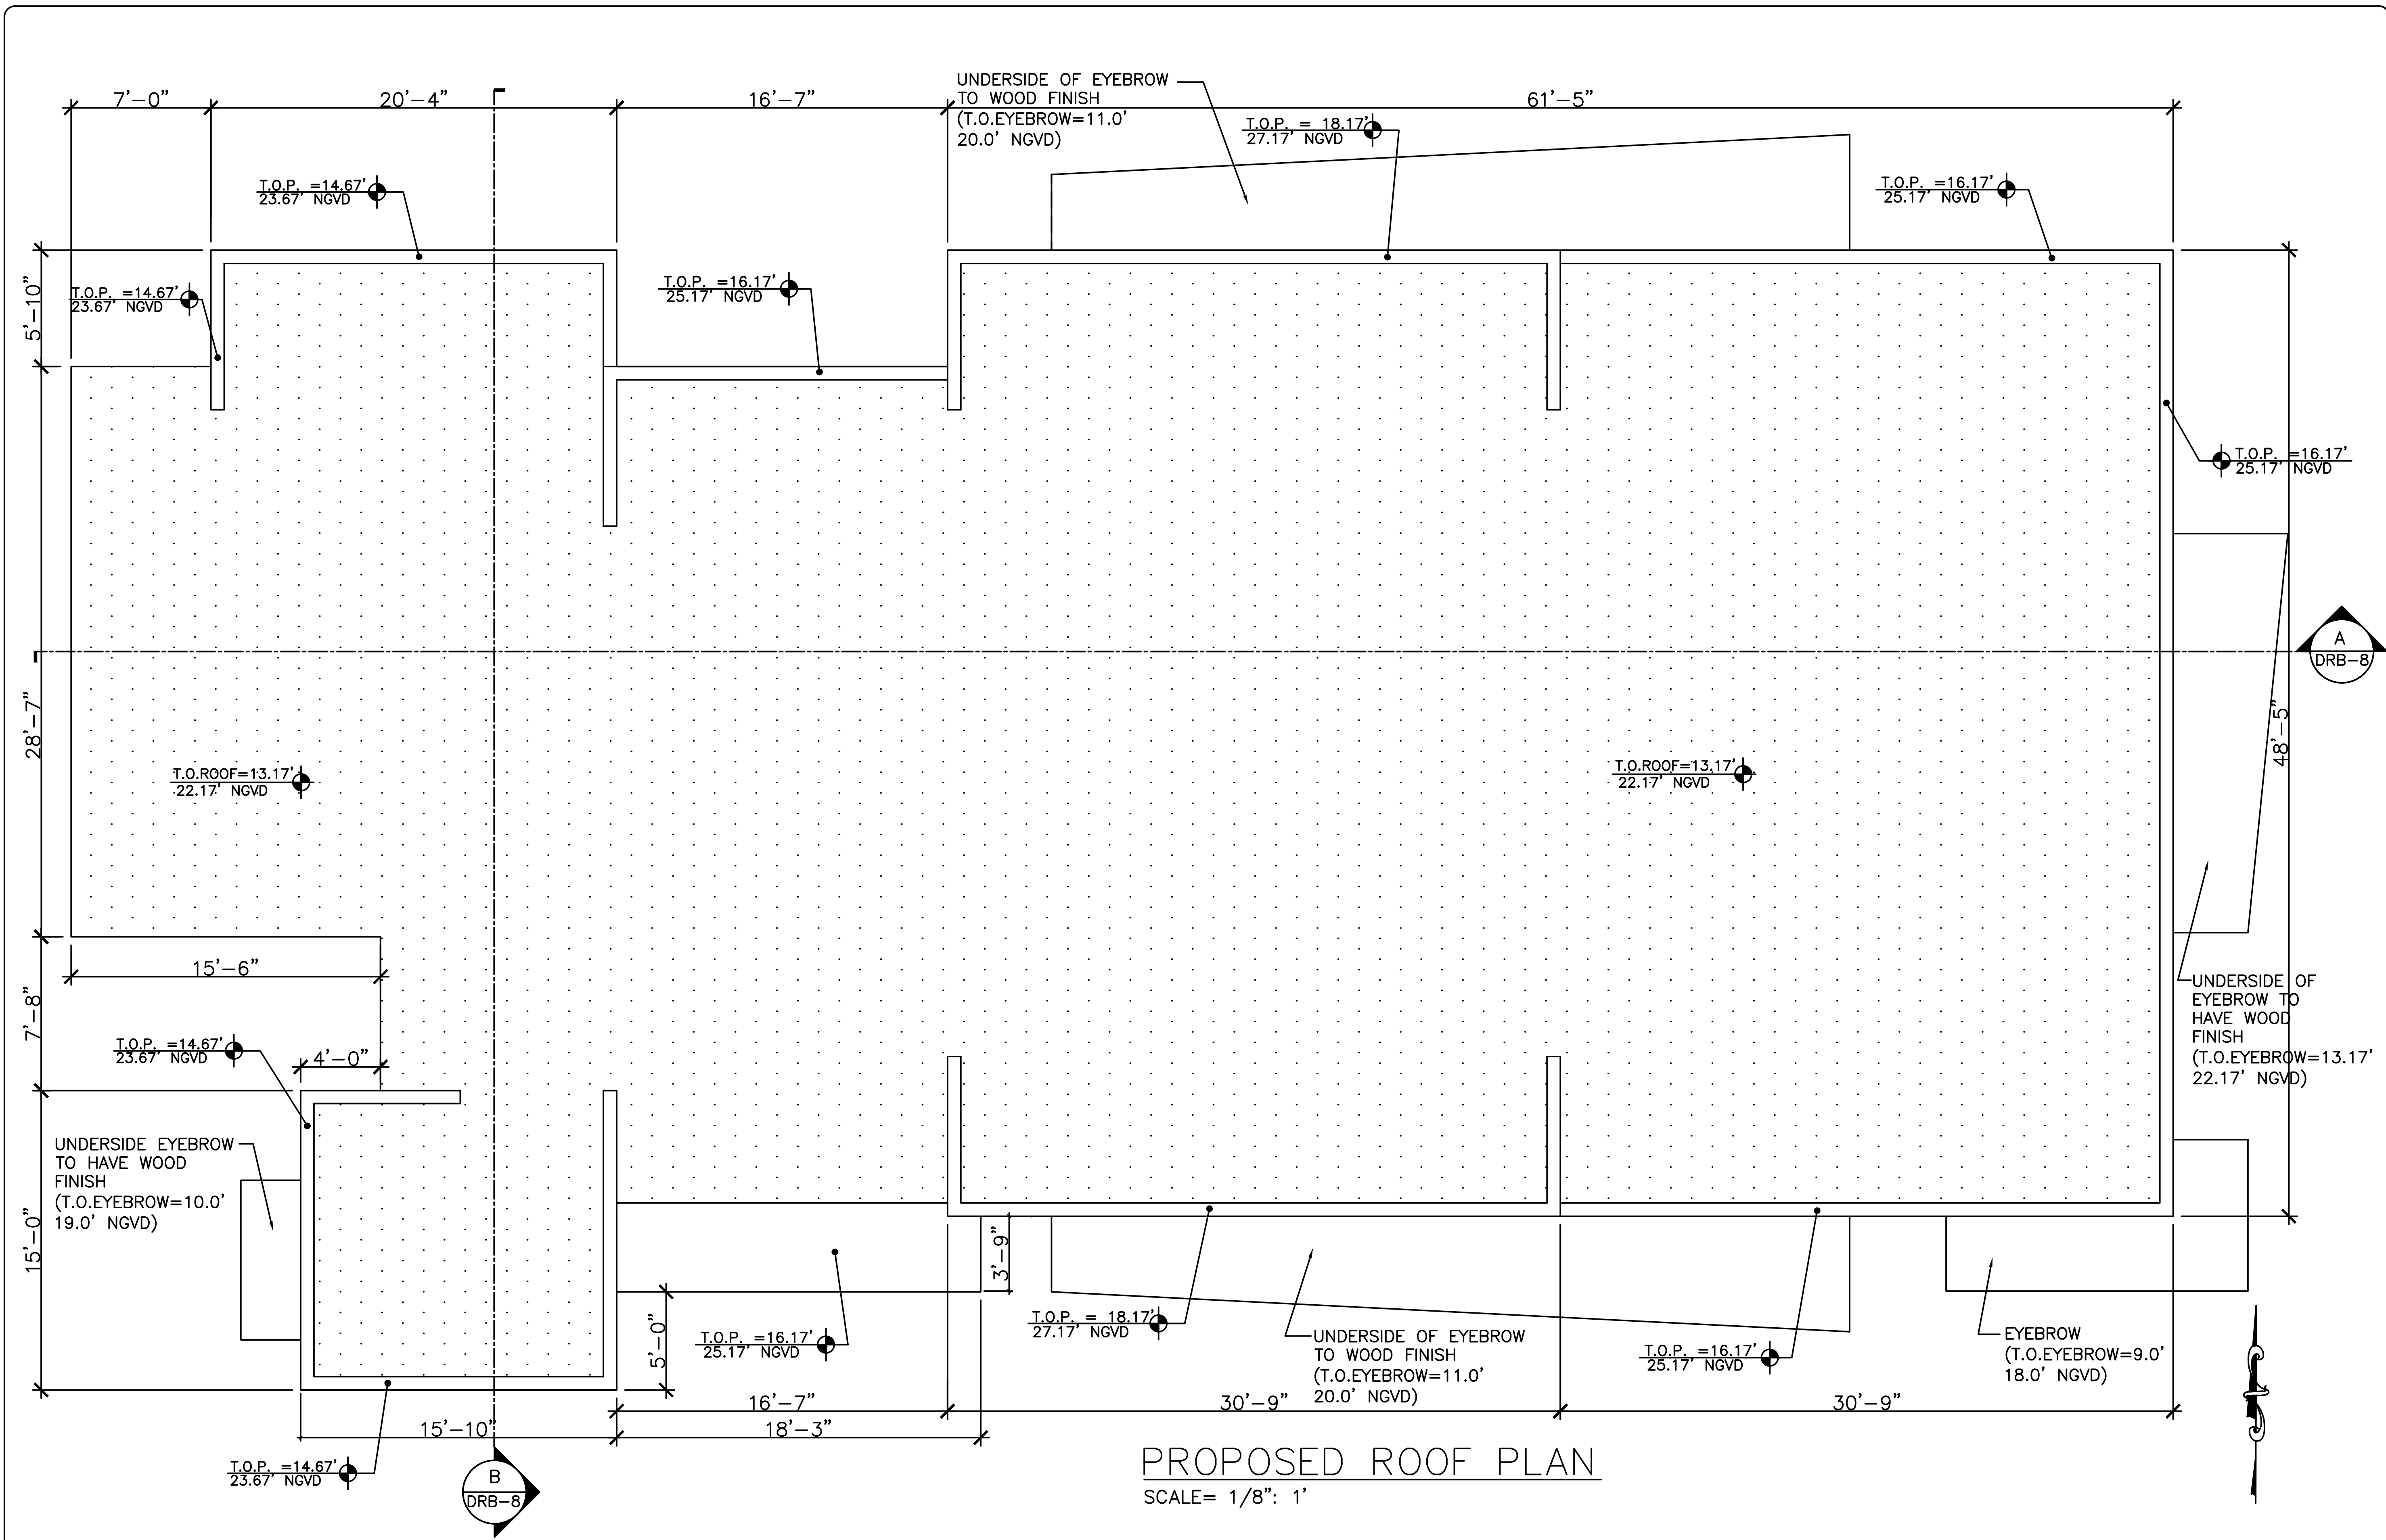 7'-0"
20'-4"
16'-7"
61'-5"
UNDERSIDE OF EYEBROW
TO WOOD FINISH
(T.O.EYEBROW=11.0'
20.0' NGVD)
T.O.P. = 18.17'
27.17' NGVD
T.O.P. =14.67'
23.67' NGVD
T.O.P. =16.17'
25.17' NGVD
5'-10"
T.O.P. =14.67'
23.67' NGVD
T.O.P. =16.17'
25.17' NGVD
T.O.P. =16.17'
25.17' NGVD
A
DRB-8
28'-7"
48'-5"
T.O.ROOF=13.17'
22.17' NGVD
T.O.ROOF=13.17'
22.17' NGVD
15'-6"
7'-8"
UNDERSIDE OF
EYEBROW TO
HAVE WOOD
FINISH
(T.O.EYEBROW=13.17'
22.17' NGVD)
T.O.P. =14.67'
23.67' NGVD
4'-0"
UNDERSIDE EYEBROW
TO HAVE WOOD
FINISH
(T.O.EYEBROW=10.0'
19.0' NGVD)
15'-0"
3'-9"
5'-0"
T.O.P. =16.17'
25.17' NGVD
T.O.P. = 18.17'
27.17' NGVD
UNDERSIDE OF EYEBROW
TO WOOD FINISH
(T.O.EYEBROW=11.0'
20.0' NGVD)
T.O.P. =16.17'
25.17' NGVD
EYEBROW
(T.O.EYEBROW=9.0'
18.0' NGVD)
16'-7"
30'-9"
30'-9"
15'-10"
18'-3"
T.O.P. =14.67'
23.67' NGVD
B
DRB-8
PROPOSED ROOF PLAN
SCALE= 1/8": 1'